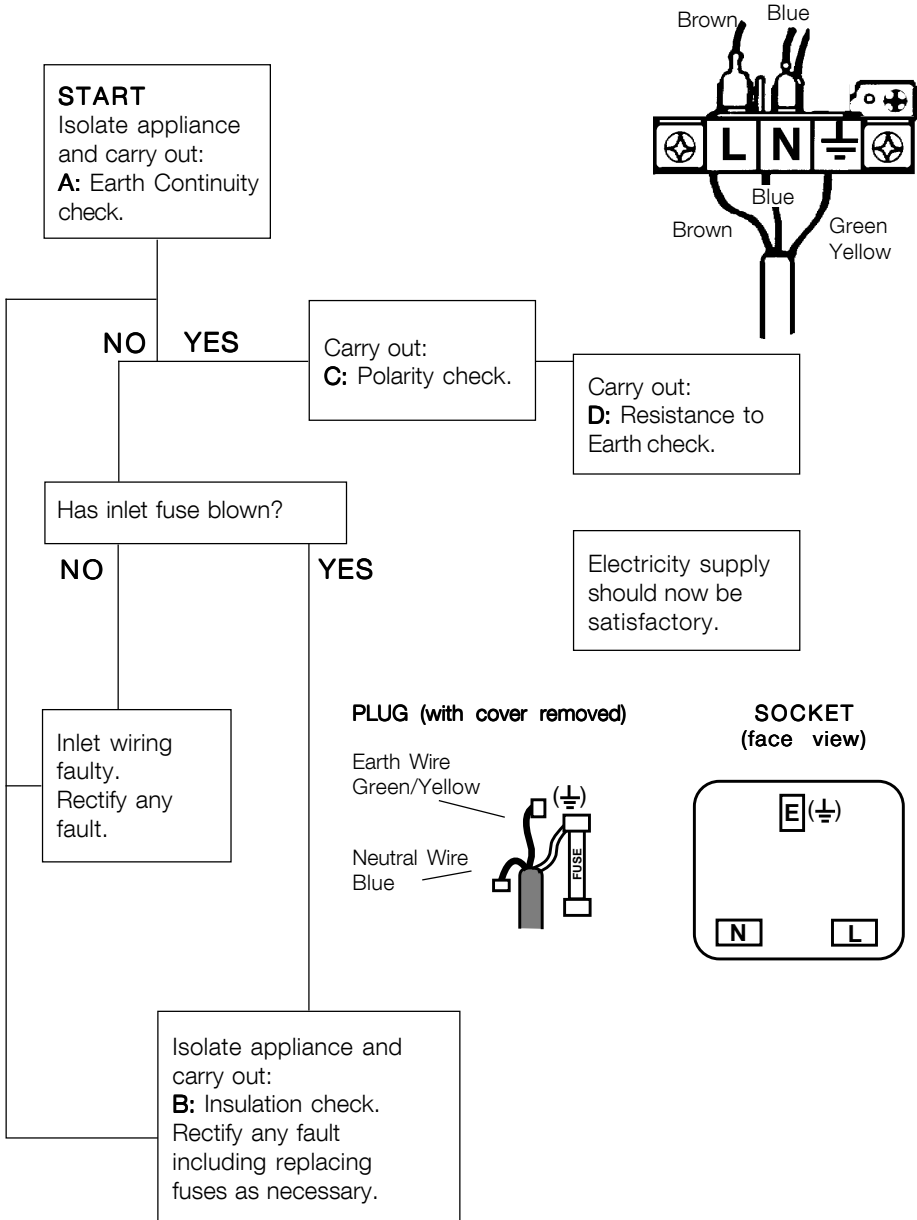 Brown
Blue
START
Isolate appliance
and carry out:
A: Earth Continuity
check.
L N
Blue
Brown
Green
Yellow
NO YES
Carry out:
C: Polarity check.
Carry out:
D: Resistance to
Earth check.
Has inlet fuse blown?
NO
YES
Electricity supply
should now be
satisfactory.
Inlet wiring
faulty.
Rectify any
fault.
PLUG (with cover removed)
Earth Wire
Green/Yellow
Neutral Wire
Blue
FUSE
SOCKET
(face view)
E
N
L
Isolate appliance and
carry out:
B: Insulation check.
Rectify any fault
including replacing
fuses as necessary.